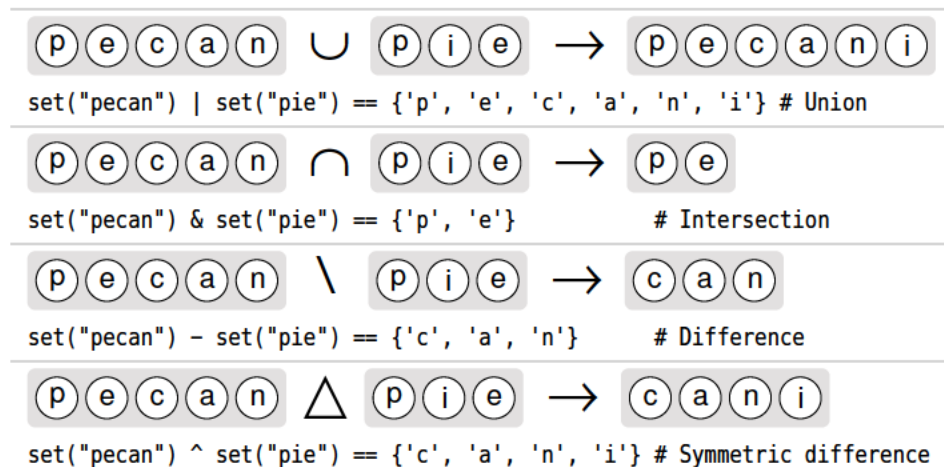 p e c a n ∪ p i e → p e c a n i
set("pecan") | set("pie") == {'p', 'e', 'c', 'a', 'n', 'i'} # Union
p e c a n ∩ p i e → p e
set("pecan") & set("pie") == {'p', 'e'} # Intersection
p e c a n \ p i e → c a n
set("pecan") − set("pie") == {'c', 'a', 'n'} # Difference
p e c a n △ p i e → c a n i
set("pecan") ^ set("pie") == {'c', 'a', 'n', 'i'} # Symmetric difference